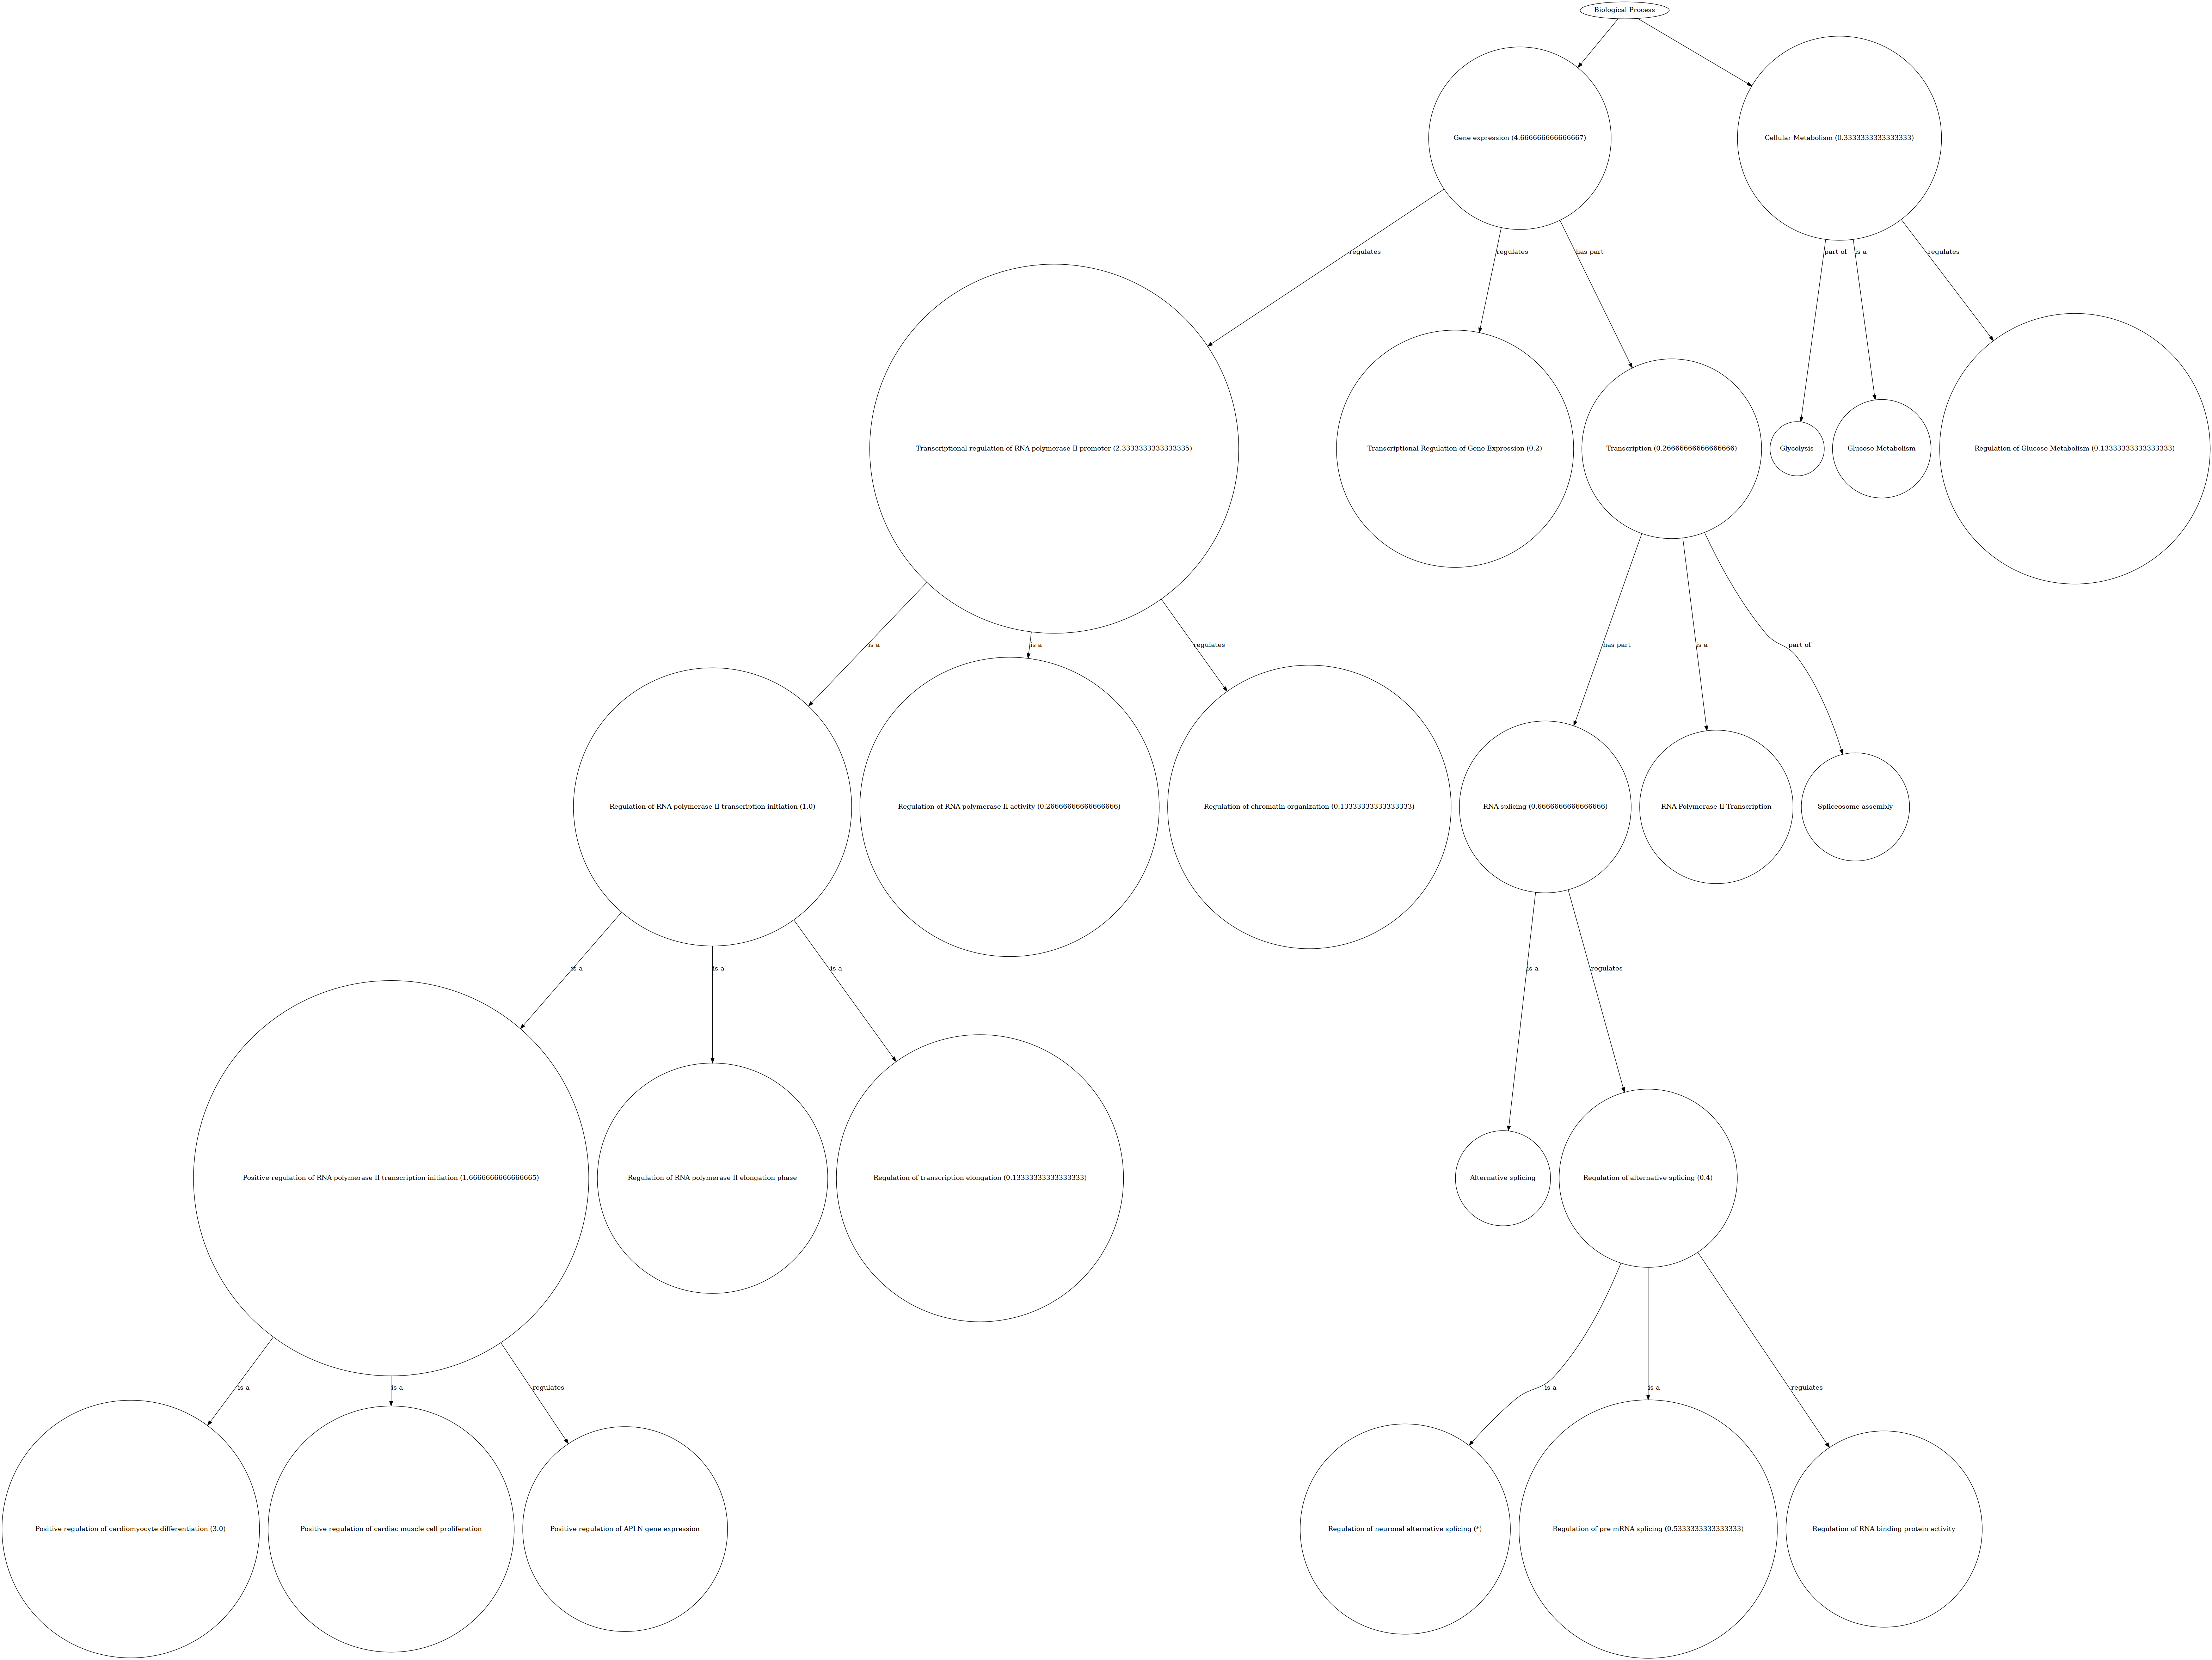 Biological Process
Gene expression (4.666666666666667)
Cellular Metabolism (0.3333333333333333)
regulates
regulates
has part
part of
is a
regulates
Transcriptional regulation of RNA polymerase II promoter (2.3333333333333335)
Transcriptional Regulation of Gene Expression (0.2)
Transcription (0.26666666666666666)
Glycolysis
Glucose Metabolism
Regulation of Glucose Metabolism (0.13333333333333333)
is a
is a
regulates
has part
is a
part of
Regulation of RNA polymerase II transcription initiation (1.0)
Regulation of RNA polymerase II activity (0.26666666666666666)
Regulation of chromatin organization (0.13333333333333333)
RNA splicing (0.6666666666666666)
RNA Polymerase II Transcription
Spliceosome assembly
is a
is a
is a
is a
regulates
Positive regulation of RNA polymerase II transcription initiation (1.6666666666666665)
Regulation of RNA polymerase II elongation phase
Regulation of transcription elongation (0.13333333333333333)
Alternative splicing
Regulation of alternative splicing (0.4)
is a
is a
regulates
is a
is a
regulates
Positive regulation of cardiomyocyte differentiation (3.0)
Positive regulation of cardiac muscle cell proliferation
Positive regulation of APLN gene expression
Regulation of neuronal alternative splicing (*)
Regulation of pre-mRNA splicing (0.5333333333333333)
Regulation of RNA-binding protein activity